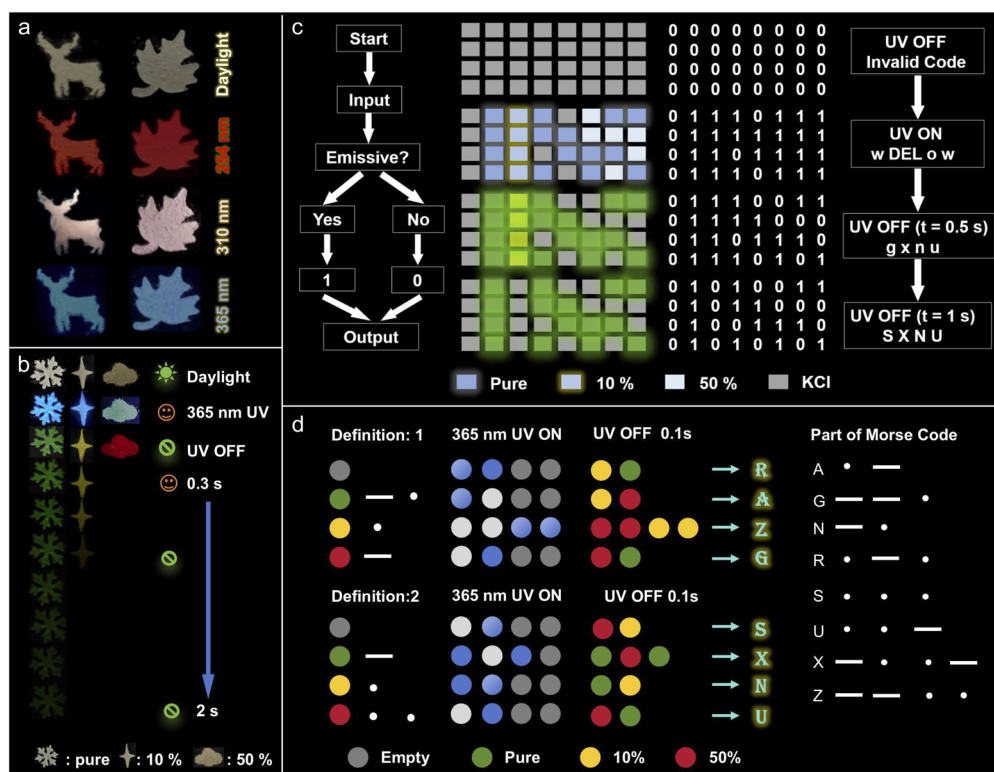 a
Daylight
254 nm
310 nm
365 nm
b
Daylight
365 nm UV
UV OFF
0.3 s
2 s
: pure : 10 % : 50 %
c
Start
Input
Emissive?
Yes No
1 0
Output
0 0 0 0 0 0 0 0
0 0 0 0 0 0 0 0
0 0 0 0 0 0 0 0
0 0 0 0 0 0 0 0
0 1 1 1 0 1 1 1
0 1 1 1 1 1 1 1
0 1 1 0 1 1 1 1
0 1 1 1 0 1 1 1
0 1 1 1 0 0 1 1
0 1 1 1 1 0 0 0
0 1 1 0 1 1 1 0
0 1 1 1 0 1 0 1
0 1 0 1 0 0 1 1
0 1 0 1 1 0 0 0
0 1 0 0 1 1 1 0
0 1 0 1 0 1 0 1
Pure 10 % 50 % KCl
UV OFF
Invalid Code
UV ON
w DEL o w
UV OFF (t = 0.5 s)
g x n u
UV OFF (t = 1 s)
S X N U
d
Definition: 1 365 nm UV ON UV OFF 0.1s
R
A
Z
G
Definition:2 365 nm UV ON UV OFF 0.1s
S
X
N
U
Empty Pure 10% 50%
Part of Morse Code
A
G
N
R
S
U
X
Z